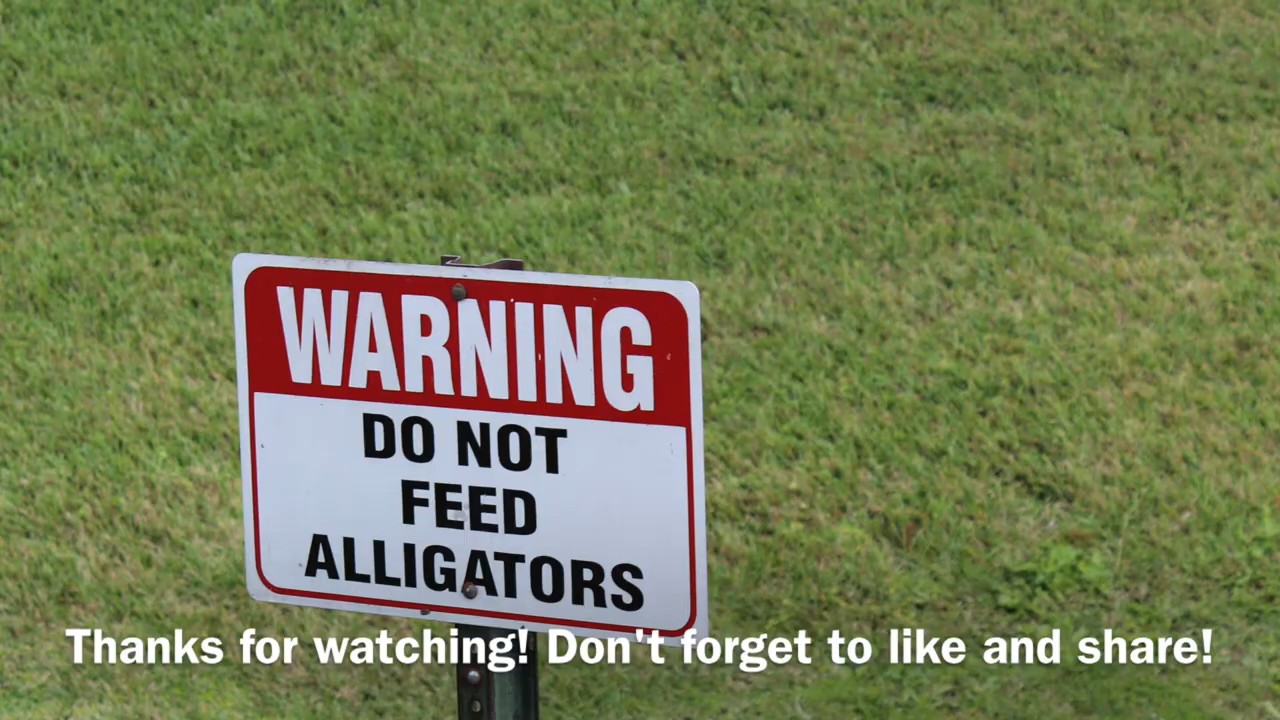 WARNING
DO NOT
FEED
ALLIGATORS
Thanks for watching! Don't forget to like and share!